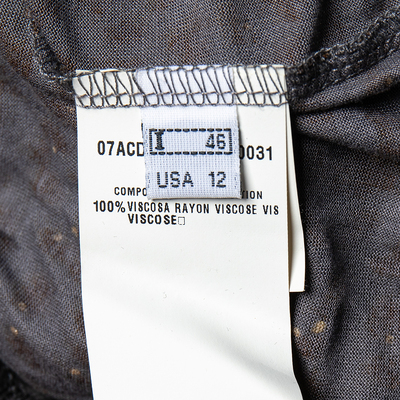 I 46
07ACD 0031
USA 12
COMPO ION
100% VISCOSA RAYON VISCOSE VIS
VISCOSE